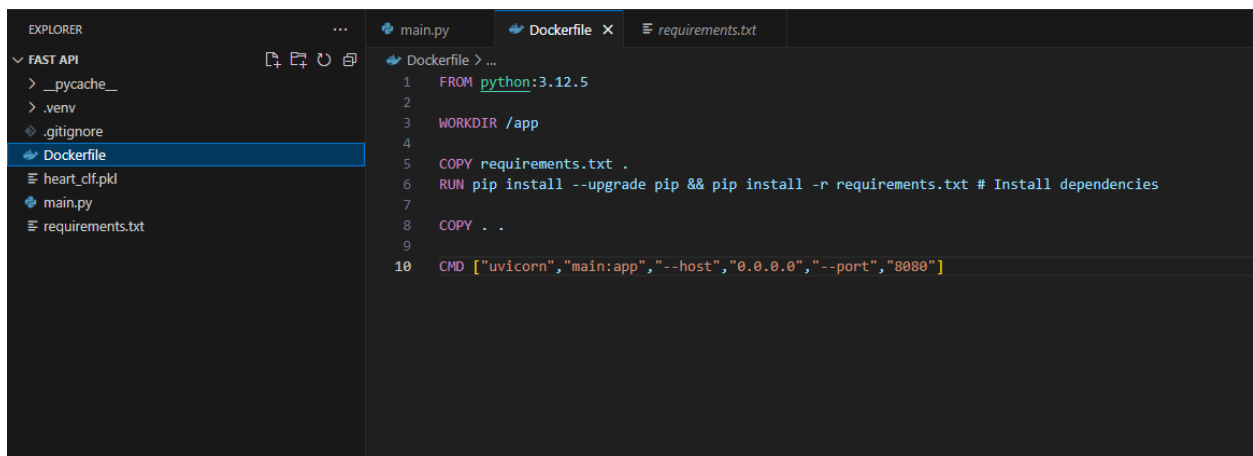 EXPLORER ...
FAST API
__pycache__
.venv
.gitignore
Dockerfile
heart_clf.pkl
main.py
requirements.txt
main.py Dockerfile requirements.txt
Dockerfile > ...
1 FROM python:3.12.5
2
3 WORKDIR /app
4
5 COPY requirements.txt .
6 RUN pip install --upgrade pip && pip install -r requirements.txt # Install dependencies
7
8 COPY . .
9
10 CMD ["uvicorn","main:app","--host","0.0.0.0","--port","8080"]